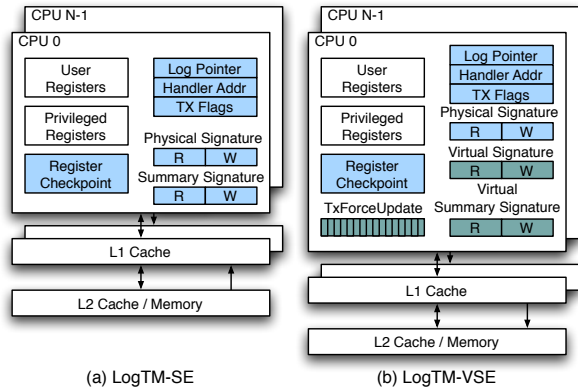 CPU N-1
CPU 0
User
Registers
Privileged
Registers
Register
Checkpoint
Log Pointer
Handler Addr
TX Flags
Physical Signature
R W
Summary Signature
R W
L1 Cache
L2 Cache / Memory
(a) LogTM-SE
CPU N-1
CPU 0
User
Registers
Privileged
Registers
Register
Checkpoint
TxForceUpdate
Log Pointer
Handler Addr
TX Flags
Physical Signature
R W
Virtual Signature
R W
Virtual
Summary Signature
R W
L1 Cache
L2 Cache / Memory
(b) LogTM-VSE